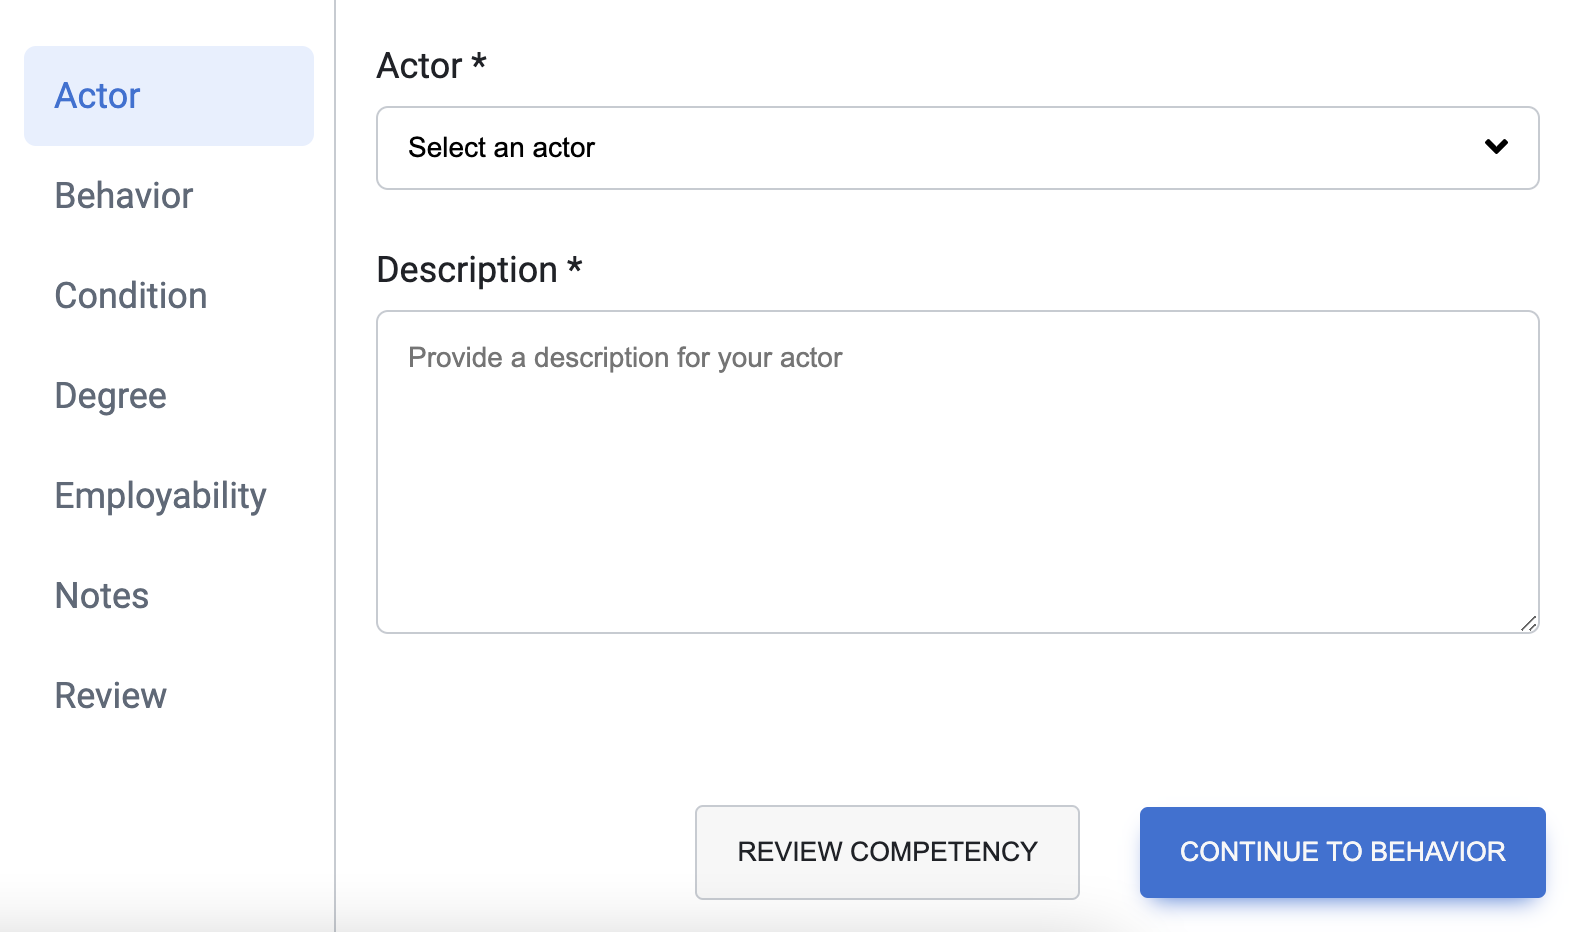 Actor
Behavior
Condition
Degree
Employability
Notes
Review
Actor *
Select an actor
Description *
Provide a description for your actor
REVIEW COMPETENCY
CONTINUE TO BEHAVIOR